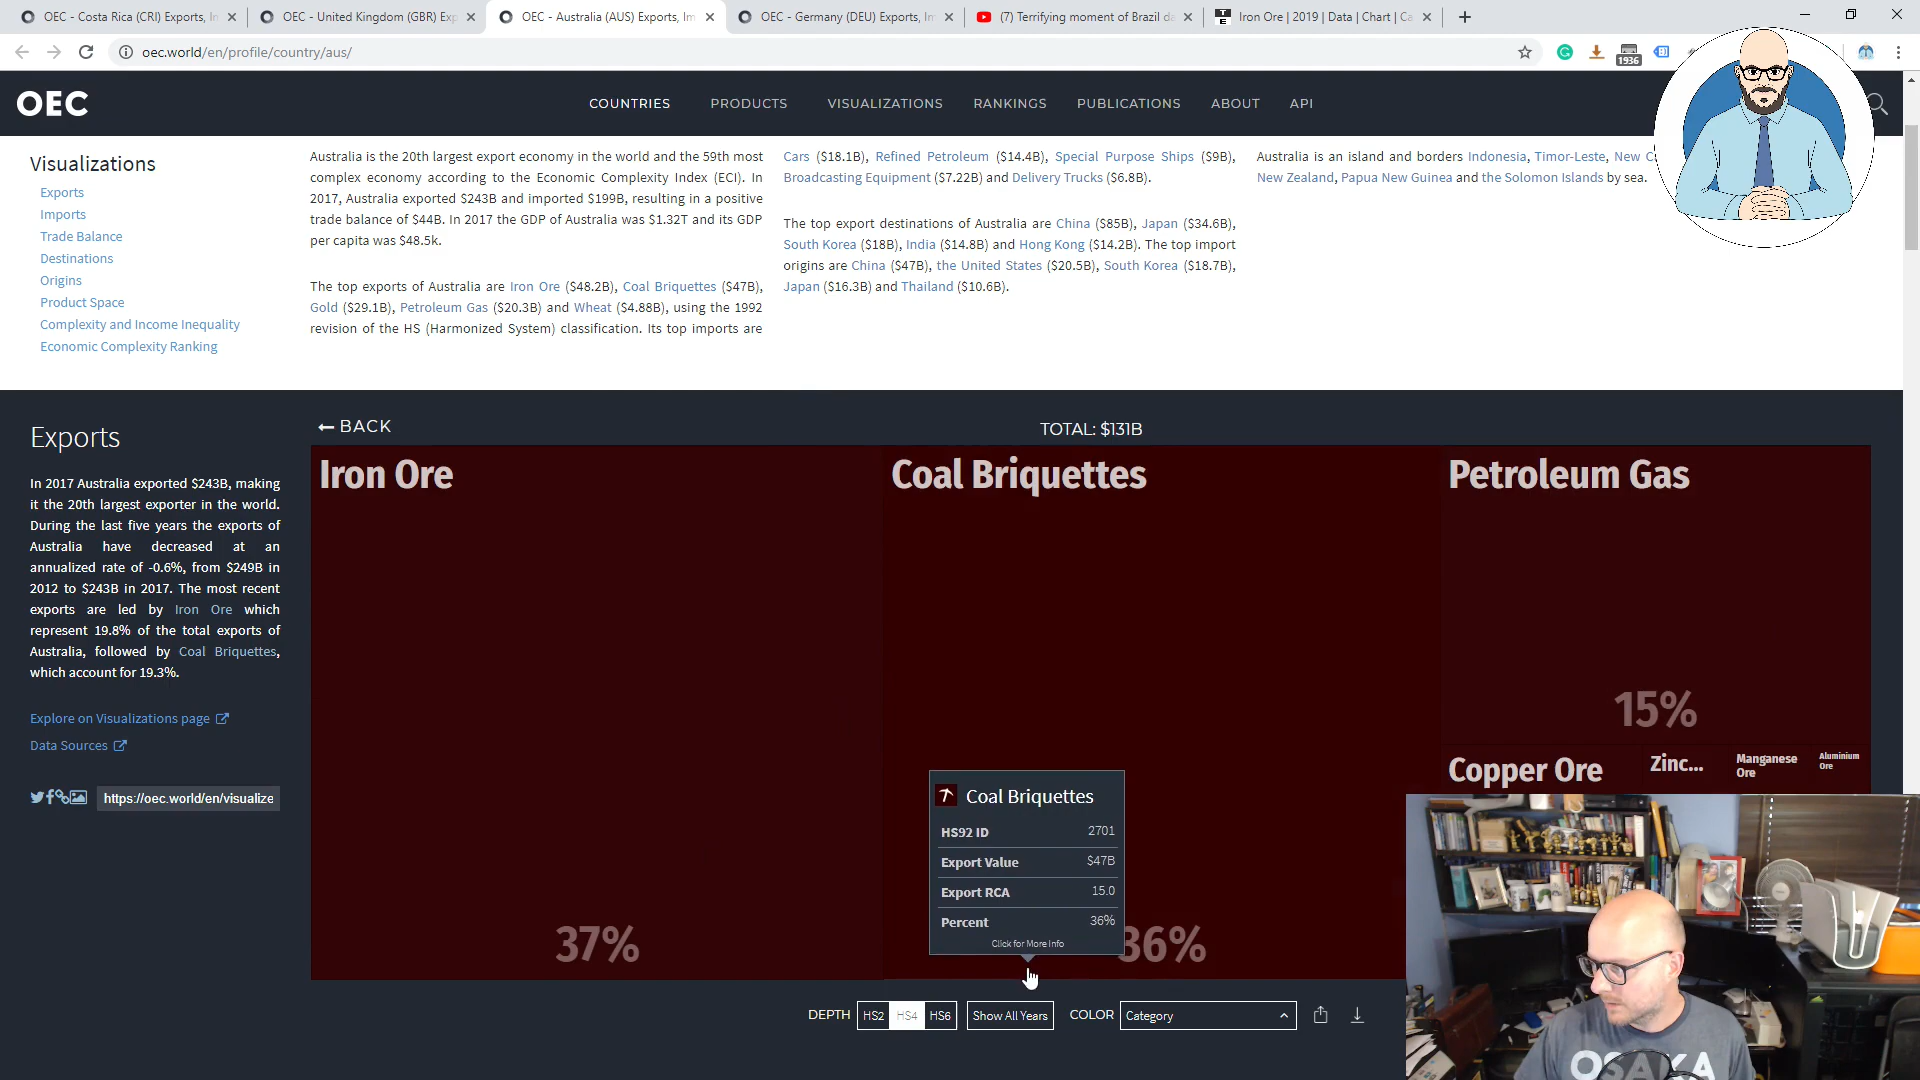 OEC - Costa Rica (CRI) Exports, In
OEC - United Kingdom (GBR) Exp
OEC - Australia (AUS) Exports, Im
OEC - Germany (DEU) Exports, Im
(7) Terrifying moment of Brazil da
Iron Ore | 2019 | Data | Chart | Ca
oec.world/en/profile/country/aus/
1936
OEC
COUNTRIES
PRODUCTS
VISUALIZATIONS
RANKINGS
PUBLICATIONS
ABOUT
API
Visualizations
Exports
Imports
Trade Balance
Destinations
Origins
Product Space
Complexity and Income Inequality
Economic Complexity Ranking
Australia is the 20th largest export economy in the world and the 59th most
complex economy according to the Economic Complexity Index (ECI). In
2017, Australia exported $243B and imported $199B, resulting in a positive
trade balance of $44B. In 2017 the GDP of Australia was $1.32T and its GDP
per capita was $48.5k.
The top exports of Australia are Iron Ore ($48.2B), Coal Briquettes ($47B),
Gold ($29.1B), Petroleum Gas ($20.3B) and Wheat ($4.88B), using the 1992
revision of the HS (Harmonized System) classification. Its top imports are
Cars ($18.1B), Refined Petroleum ($14.4B), Special Purpose Ships ($9B),
Broadcasting Equipment ($7.22B) and Delivery Trucks ($6.8B).
The top export destinations of Australia are China ($85B), Japan ($34.6B),
South Korea ($18B), India ($14.8B) and Hong Kong ($14.2B). The top import
origins are China ($47B), the United States ($20.5B), South Korea ($18.7B),
Japan ($16.3B) and Thailand ($10.6B).
Australia is an island and borders Indonesia, Timor-Leste, New C
New Zealand, Papua New Guinea and the Solomon Islands by sea.
Exports
In 2017 Australia exported $243B, making
it the 20th largest exporter in the world.
During the last five years the exports of
Australia have decreased at an
annualized rate of -0.6%, from $249B in
2012 to $243B in 2017. The most recent
exports are led by Iron Ore which
represent 19.8% of the total exports of
Australia, followed by Coal Briquettes,
which account for 19.3%.
Explore on Visualizations page
Data Sources
https://oec.world/en/visualize
BACK
TOTAL: $131B
Iron Ore
37%
Coal Briquettes
36%
Petroleum Gas
15%
Copper Ore
Zinc...
Manganese
Ore
Aluminium
Ore
Coal Briquettes
HS92 ID 2701
Export Value $47B
Export RCA 15.0
Percent 36%
Click for More Info
DEPTH HS2 HS4 HS6
Show All Years
COLOR Category
OSAKA